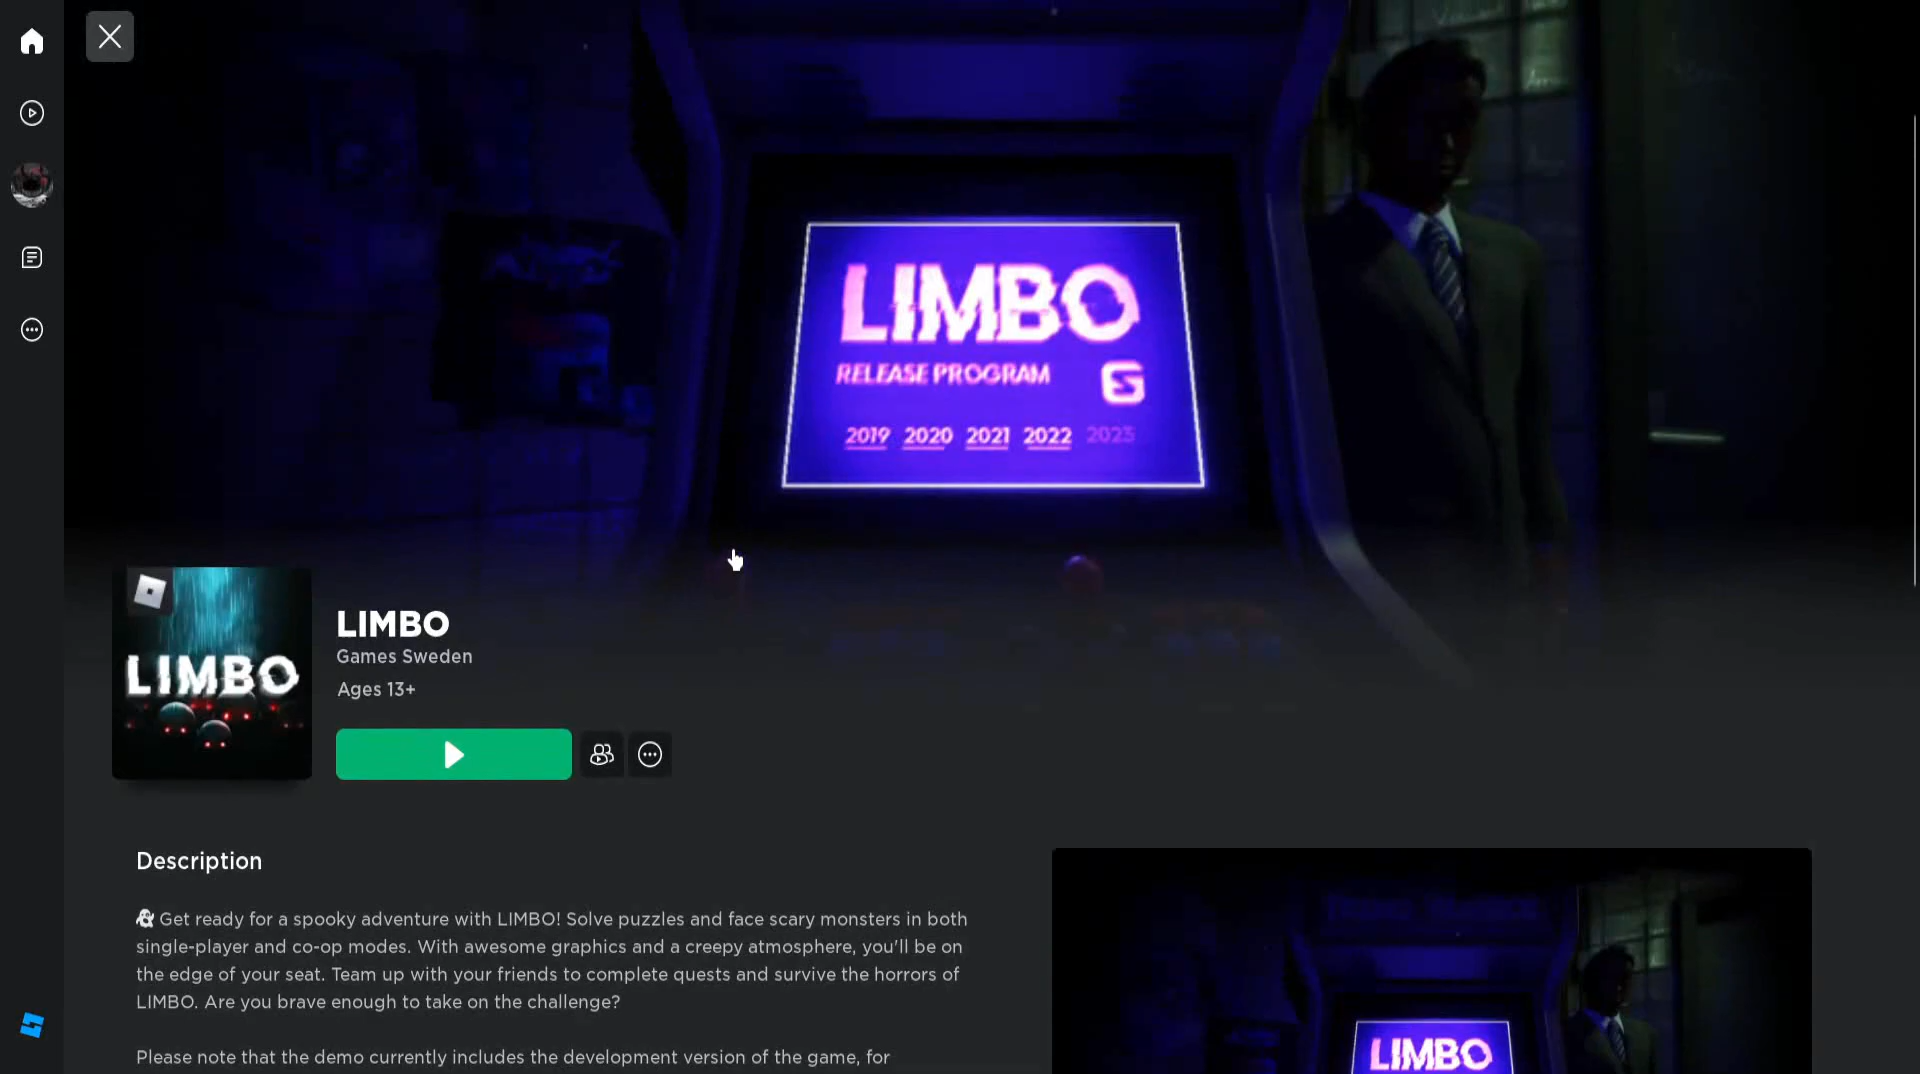 LIMBO
RELEASE PROGRAM
2019 2020 2021 2022 2023
LIMBO
LIMBO
Games Sweden
Ages 13+
Description
Get ready for a spooky adventure with LIMBO! Solve puzzles and face scary monsters in both
single-player and co-op modes. With awesome graphics and a creepy atmosphere, you'll be on
the edge of your seat. Team up with your friends to complete quests and survive the horrors of
LIMBO. Are you brave enough to take on the challenge?
Please note that the demo currently includes the development version of the game, for
LIMBO